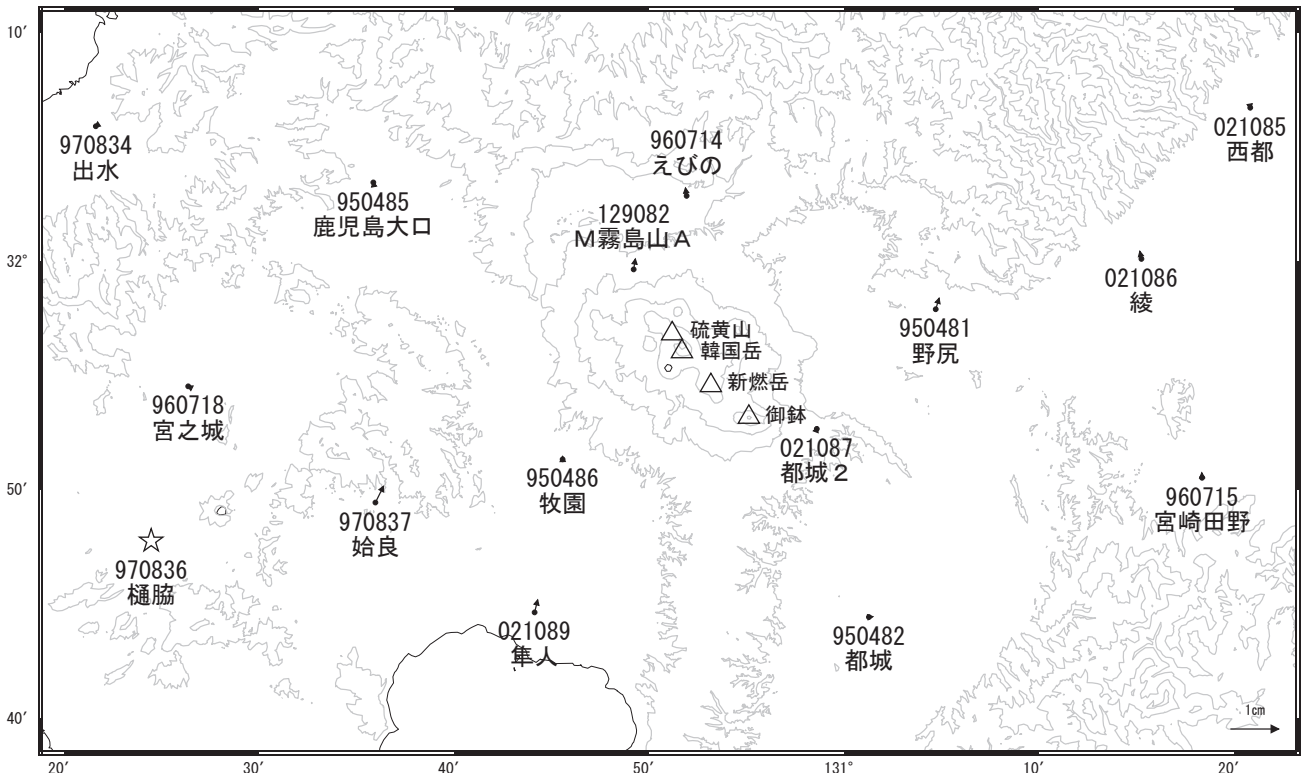 10′
970834
出水
950485
鹿児島大口
960714
えびの
021085
西都
129082
M霧島山A
32°
021086
綾
950481
野尻
硫黄山
韓国岳
新燃岳
御鉢
960718
宮之城
021087
都城2
950486
牧園
50′
960715
宮崎田野
970837
姶良
970836
樋脇
021089
隼人
950482
都城
40′
1cm
20′
30′
40′
50′
131°
10′
20′